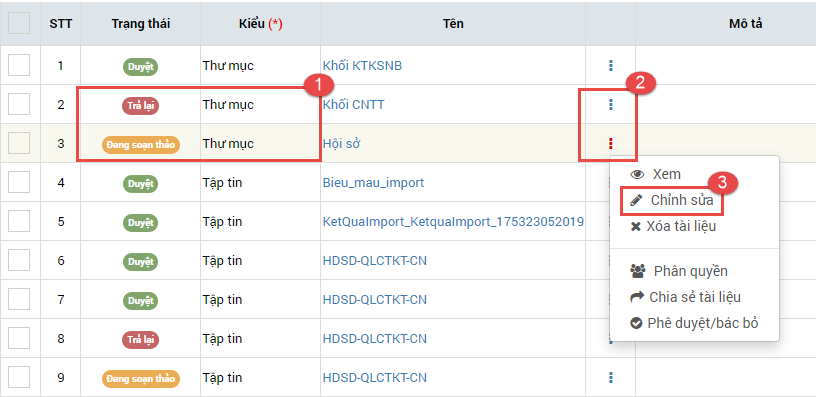 STT Trạng thái Kiểu (*) Tên Mô tả
1 Duyệt Thư mục Khối KTKSNB
1 2
2 Trả lại Thư mục Khối CNTT
3 Đang soạn thảo Thư mục Hội sở
Xem
4 Duyệt Tập tin Bieu_mau_import
3
Chỉnh sửa
5 Duyệt Tập tin KetQuaImport_KetquaImport_175323052019
Xóa tài liệu
6 Duyệt Tập tin HDSD-QLCTKT-CN
Phân quyền
7 Duyệt Tập tin HDSD-QLCTKT-CN
Chia sẻ tài liệu
8 Trả lại Tập tin HDSD-QLCTKT-CN
Phê duyệt/bác bỏ
9 Đang soạn thảo Tập tin HDSD-QLCTKT-CN